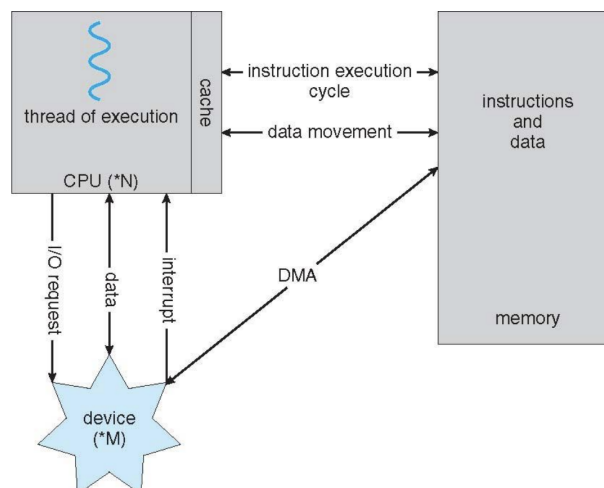 thread of execution
CPU (*N)
cache
instruction execution
cycle
data movement
instructions
and
data
memory
I/O request
data
interrupt
DMA
device
(*M)